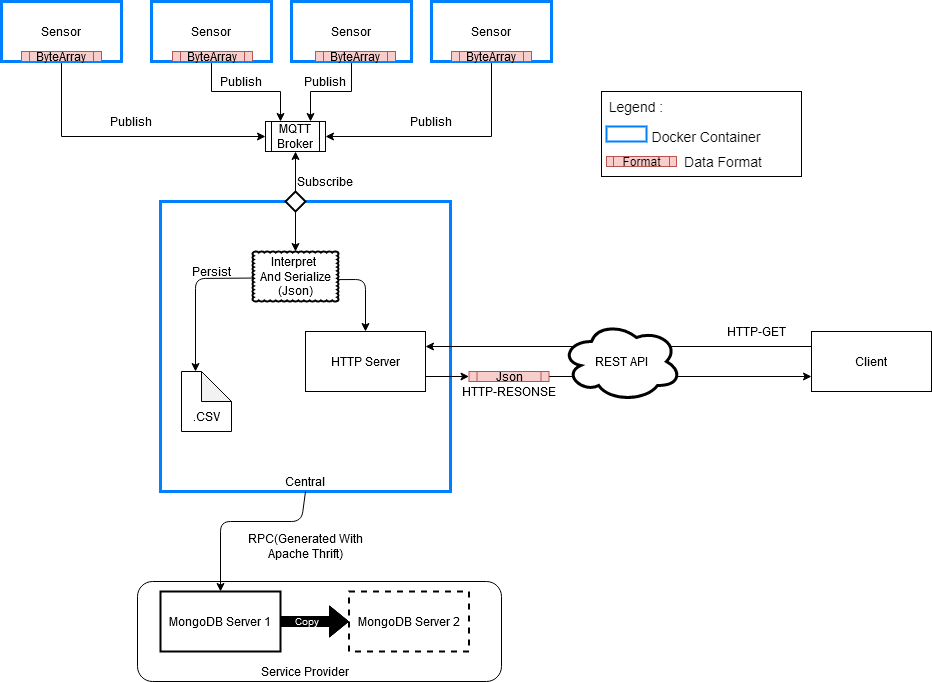 Sensor
Sensor
Sensor
Sensor
ByteArray
ByteArray
ByteArray
ByteArray
Publish
Publish
Publish
Publish
MQTT
Broker
Legend :
Docker Container
Format
Data Format
Subscribe
Interpret
And Serialize
(Json)
Persist
HTTP Server
.CSV
HTTP-GET
REST API
Client
Json
HTTP-RESONSE
Central
RPC(Generated With
Apache Thrift)
MongoDB Server 1
Copy
MongoDB Server 2
Service Provider